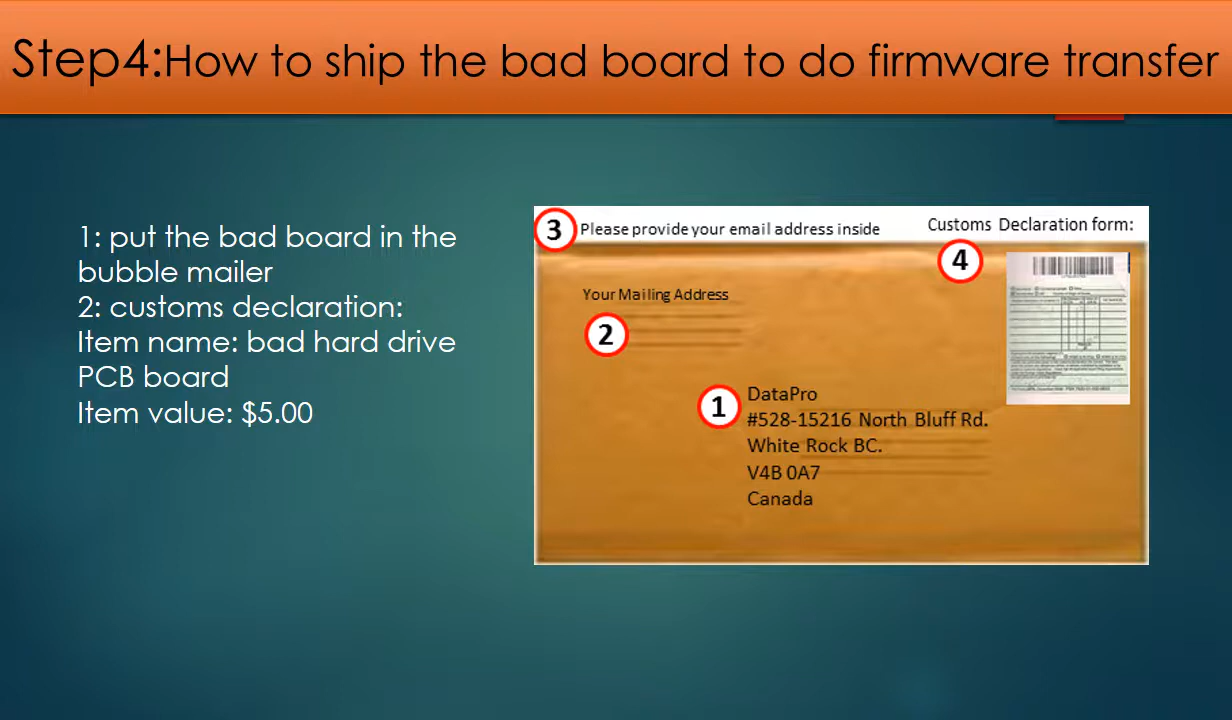 Step4:How to ship the bad board to do firmware transfer
1: put the bad board in the
bubble mailer
2: customs declaration:
Item name: bad hard drive
PCB board
Item value: $5.00
3 Please provide your email address inside
Customs Declaration form:
4
Your Mailing Address
2
1
DataPro
#528-15216 North Bluff Rd.
White Rock BC.
V4B 0A7
Canada